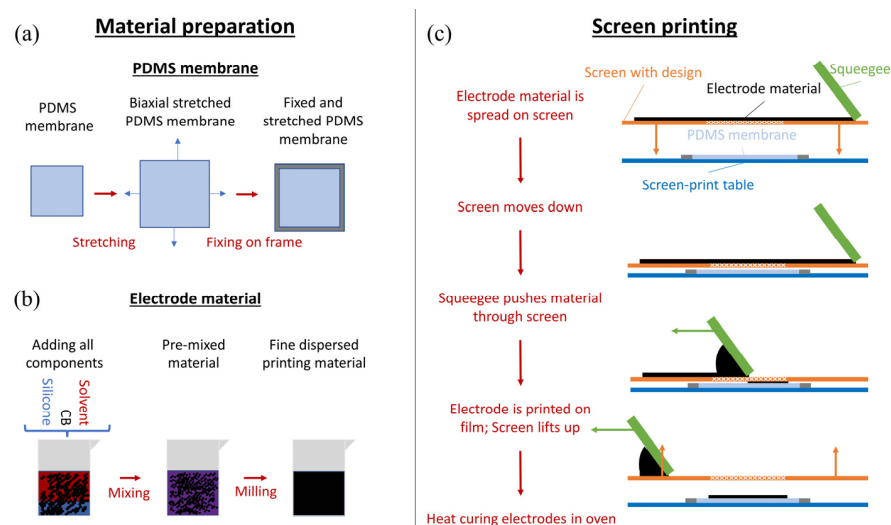 (a)
Material preparation
PDMS membrane
PDMS
membrane
Biaxial stretched
PDMS membrane
Fixed and
stretched PDMS
membrane
Stretching
Fixing on frame
(b)
Electrode material
Adding all
components
Silicone
CB
Solvent
Pre-mixed
material
Fine dispersed
printing material
Mixing
Milling
(c)
Screen printing
Electrode material is
spread on screen
Screen moves down
Squeegee pushes material
through screen
Electrode is printed on
film; Screen lifts up
Heat curing electrodes in oven
Squeegee
Screen with design
Electrode material
PDMS membrane
Screen-print table